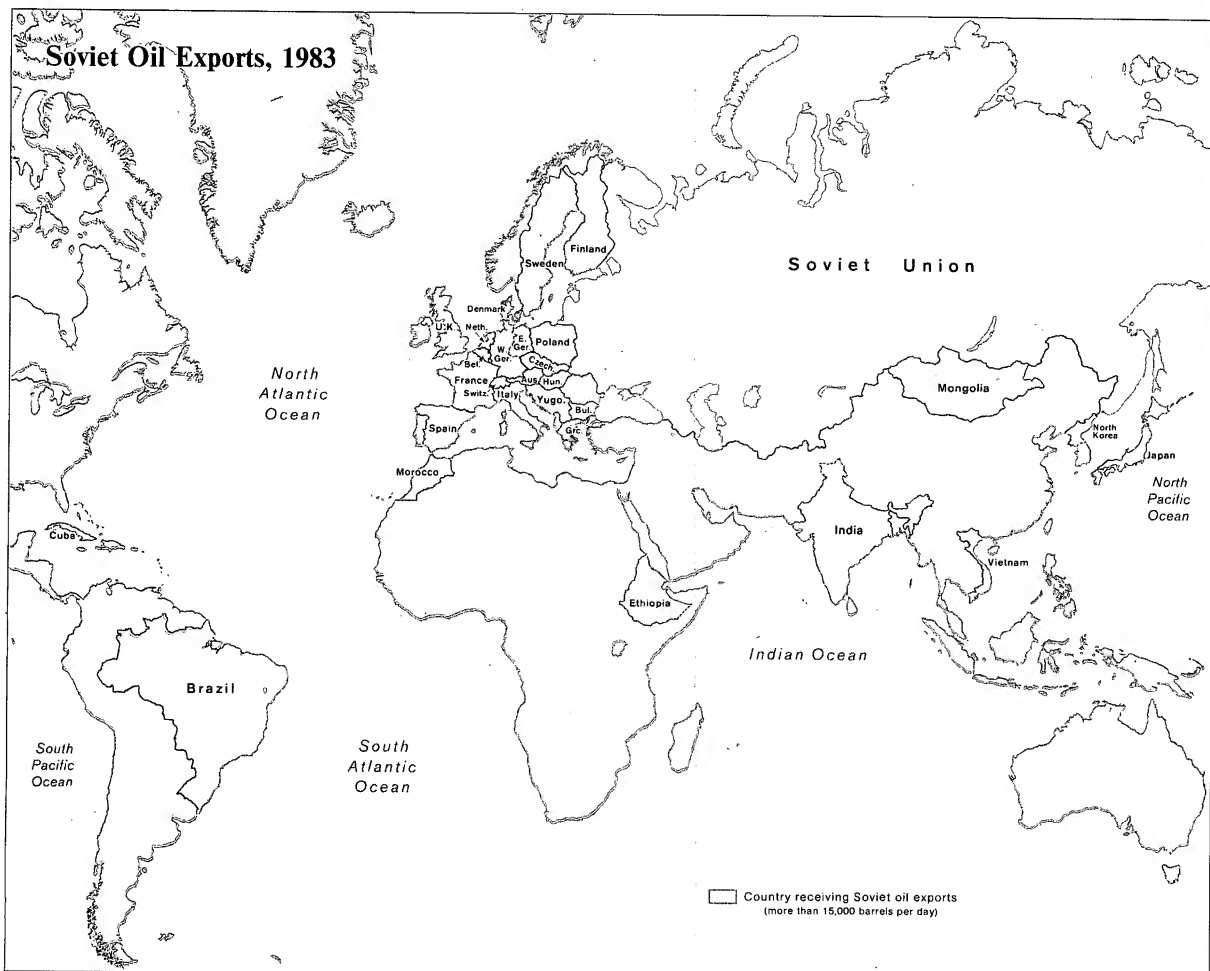 Soviet Oil Exports, 1983
Finland
Sweden
Soviet Union
Denmark
U.K.
Neth.
E.
Ger.
Poland
W.
Ger.
Bel.
Czech.
France
Aus.
Hun.
Switz.
Italy
Yugo.
Bul.
Spain
Grc.
North
Atlantic
Ocean
Mongolia
North
Korea
Japan
Morocco
North
Pacific
Ocean
Cuba
India
Vietnam
Ethiopia
Indian Ocean
Brazil
South
Pacific
Ocean
South
Atlantic
Ocean
Country receiving Soviet oil exports
(more than 15,000 barrels per day)